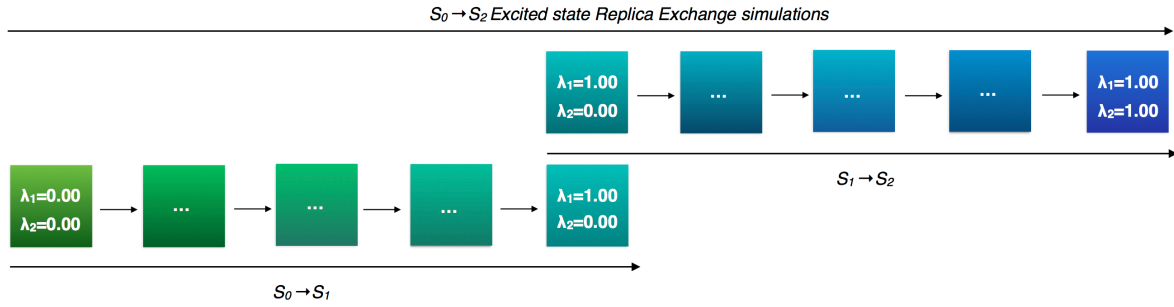 S₀→S₂ Excited state Replica Exchange simulations
λ₁=1.00
λ₂=0.00
...
...
...
λ₁=1.00
λ₂=1.00
S₁→S₂
λ₁=0.00
λ₂=0.00
...
...
...
λ₁=1.00
λ₂=0.00
S₀→S₁